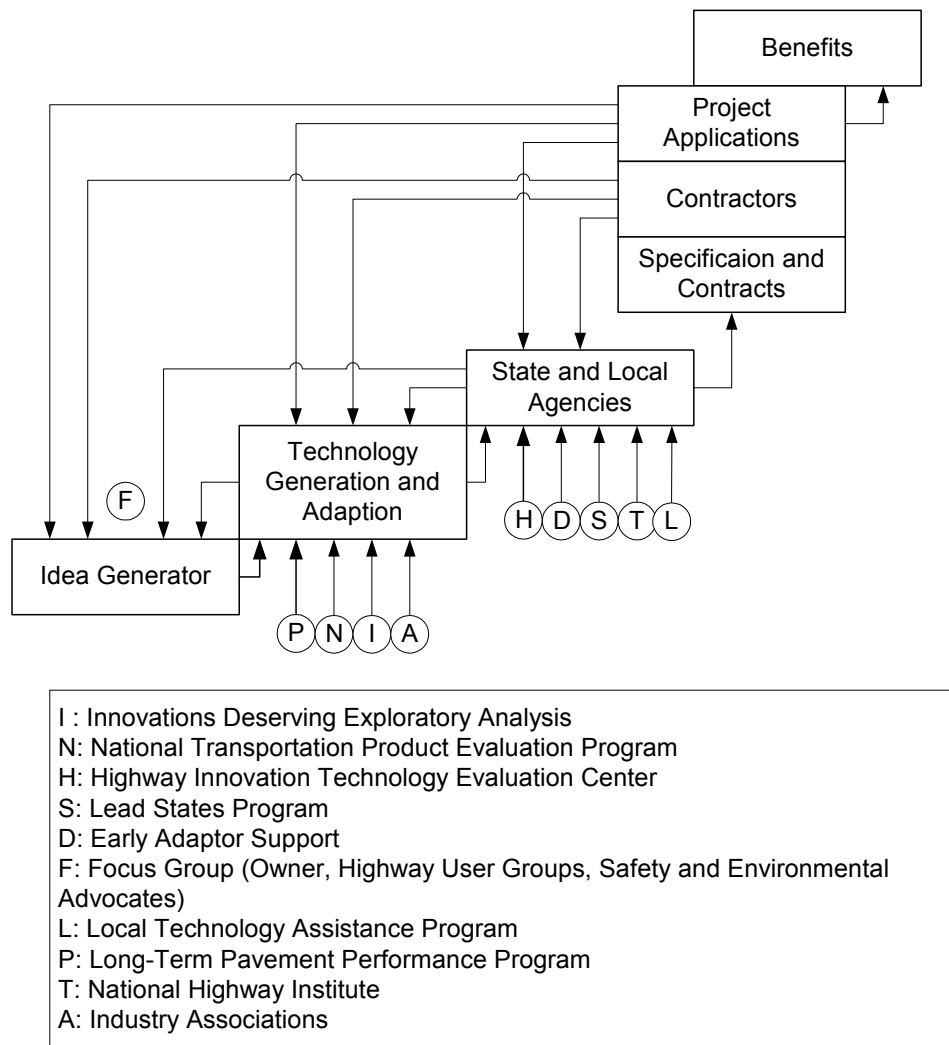 Benefits
Project
Applications
Contractors
Specificaion and
Contracts
State and Local
Agencies
Technology
Generation and
Adaption
F
H
D
S
T
L
Idea Generator
P
N
I
A
I : Innovations Deserving Exploratory Analysis
N: National Transportation Product Evaluation Program
H: Highway Innovation Technology Evaluation Center
S: Lead States Program
D: Early Adaptor Support
F: Focus Group (Owner, Highway User Groups, Safety and Environmental
Advocates)
L: Local Technology Assistance Program
P: Long-Term Pavement Performance Program
T: National Highway Institute
A: Industry Associations